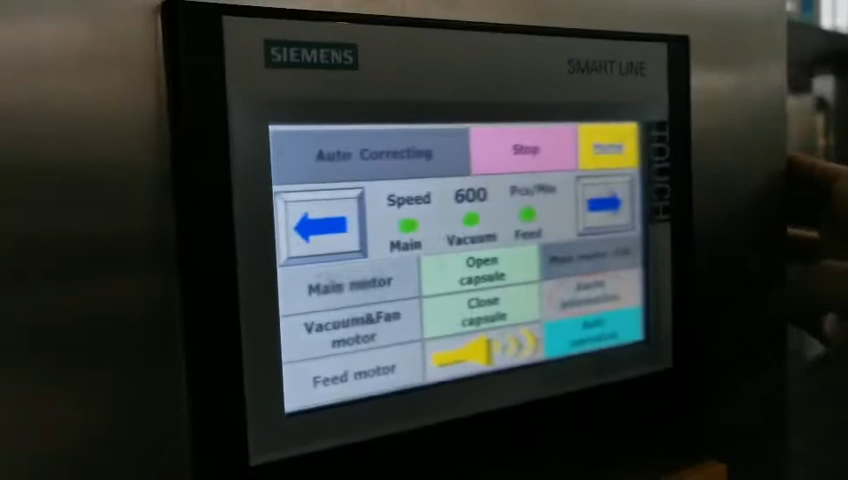 SIEMENS
SMART LINE
TOUCH
Auto Correcting
Stop
Speed 600 Pcs/Min
Main Vacuum Feed
Main motor
Open
capsule
Vacuum&Fan
motor
Close
capsule
Feed motor